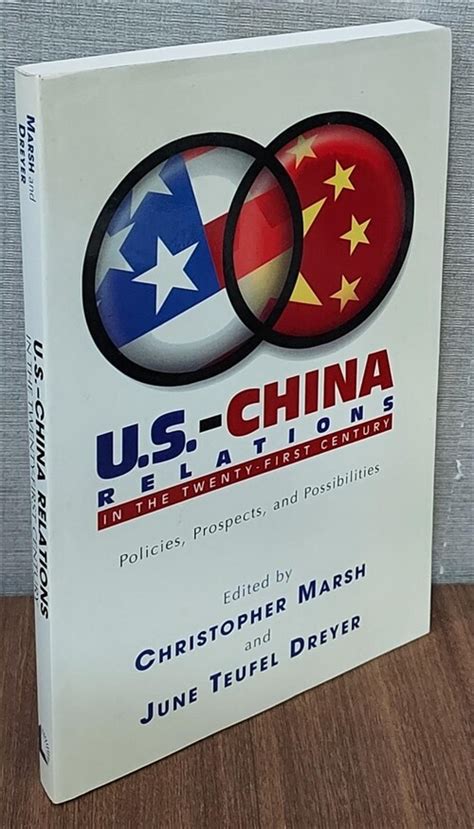 MARSH and
DREYER
U.S.-CHINA RELATIONS
IN THE TWENTY-FIRST CENTURY
U.S.-CHINA
RELATIONS
IN THE TWENTY-FIRST CENTURY
Policies, Prospects, and Possibilities
Edited by
CHRISTOPHER MARSH
and
JUNE TEUFEL DREYER